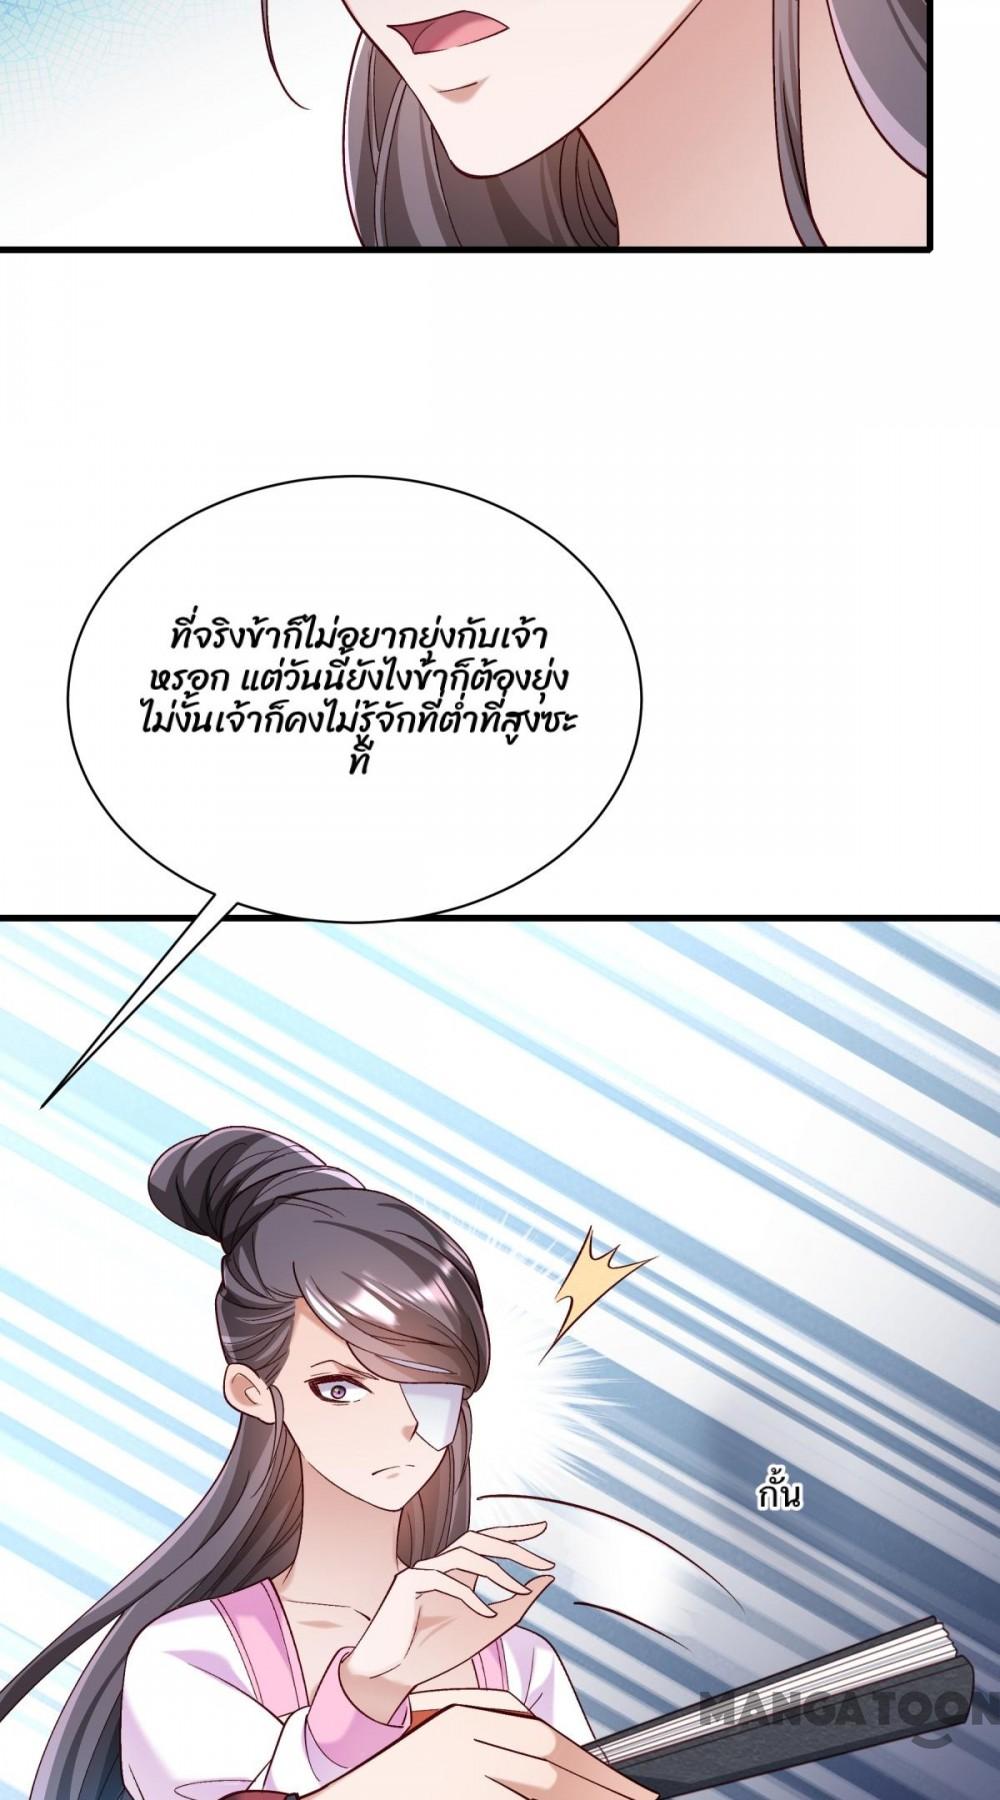 ที่จริงข้าก็ไม่อยากยุ่งกับเจ้า
หรอก แต่วันนี้ยังไงข้าก็ต้องยุ่ง
ไม่งั้นเจ้าก็คงไม่รู้จักที่ต่ำที่สูงซะ
ที
กั้น
MANGATOON